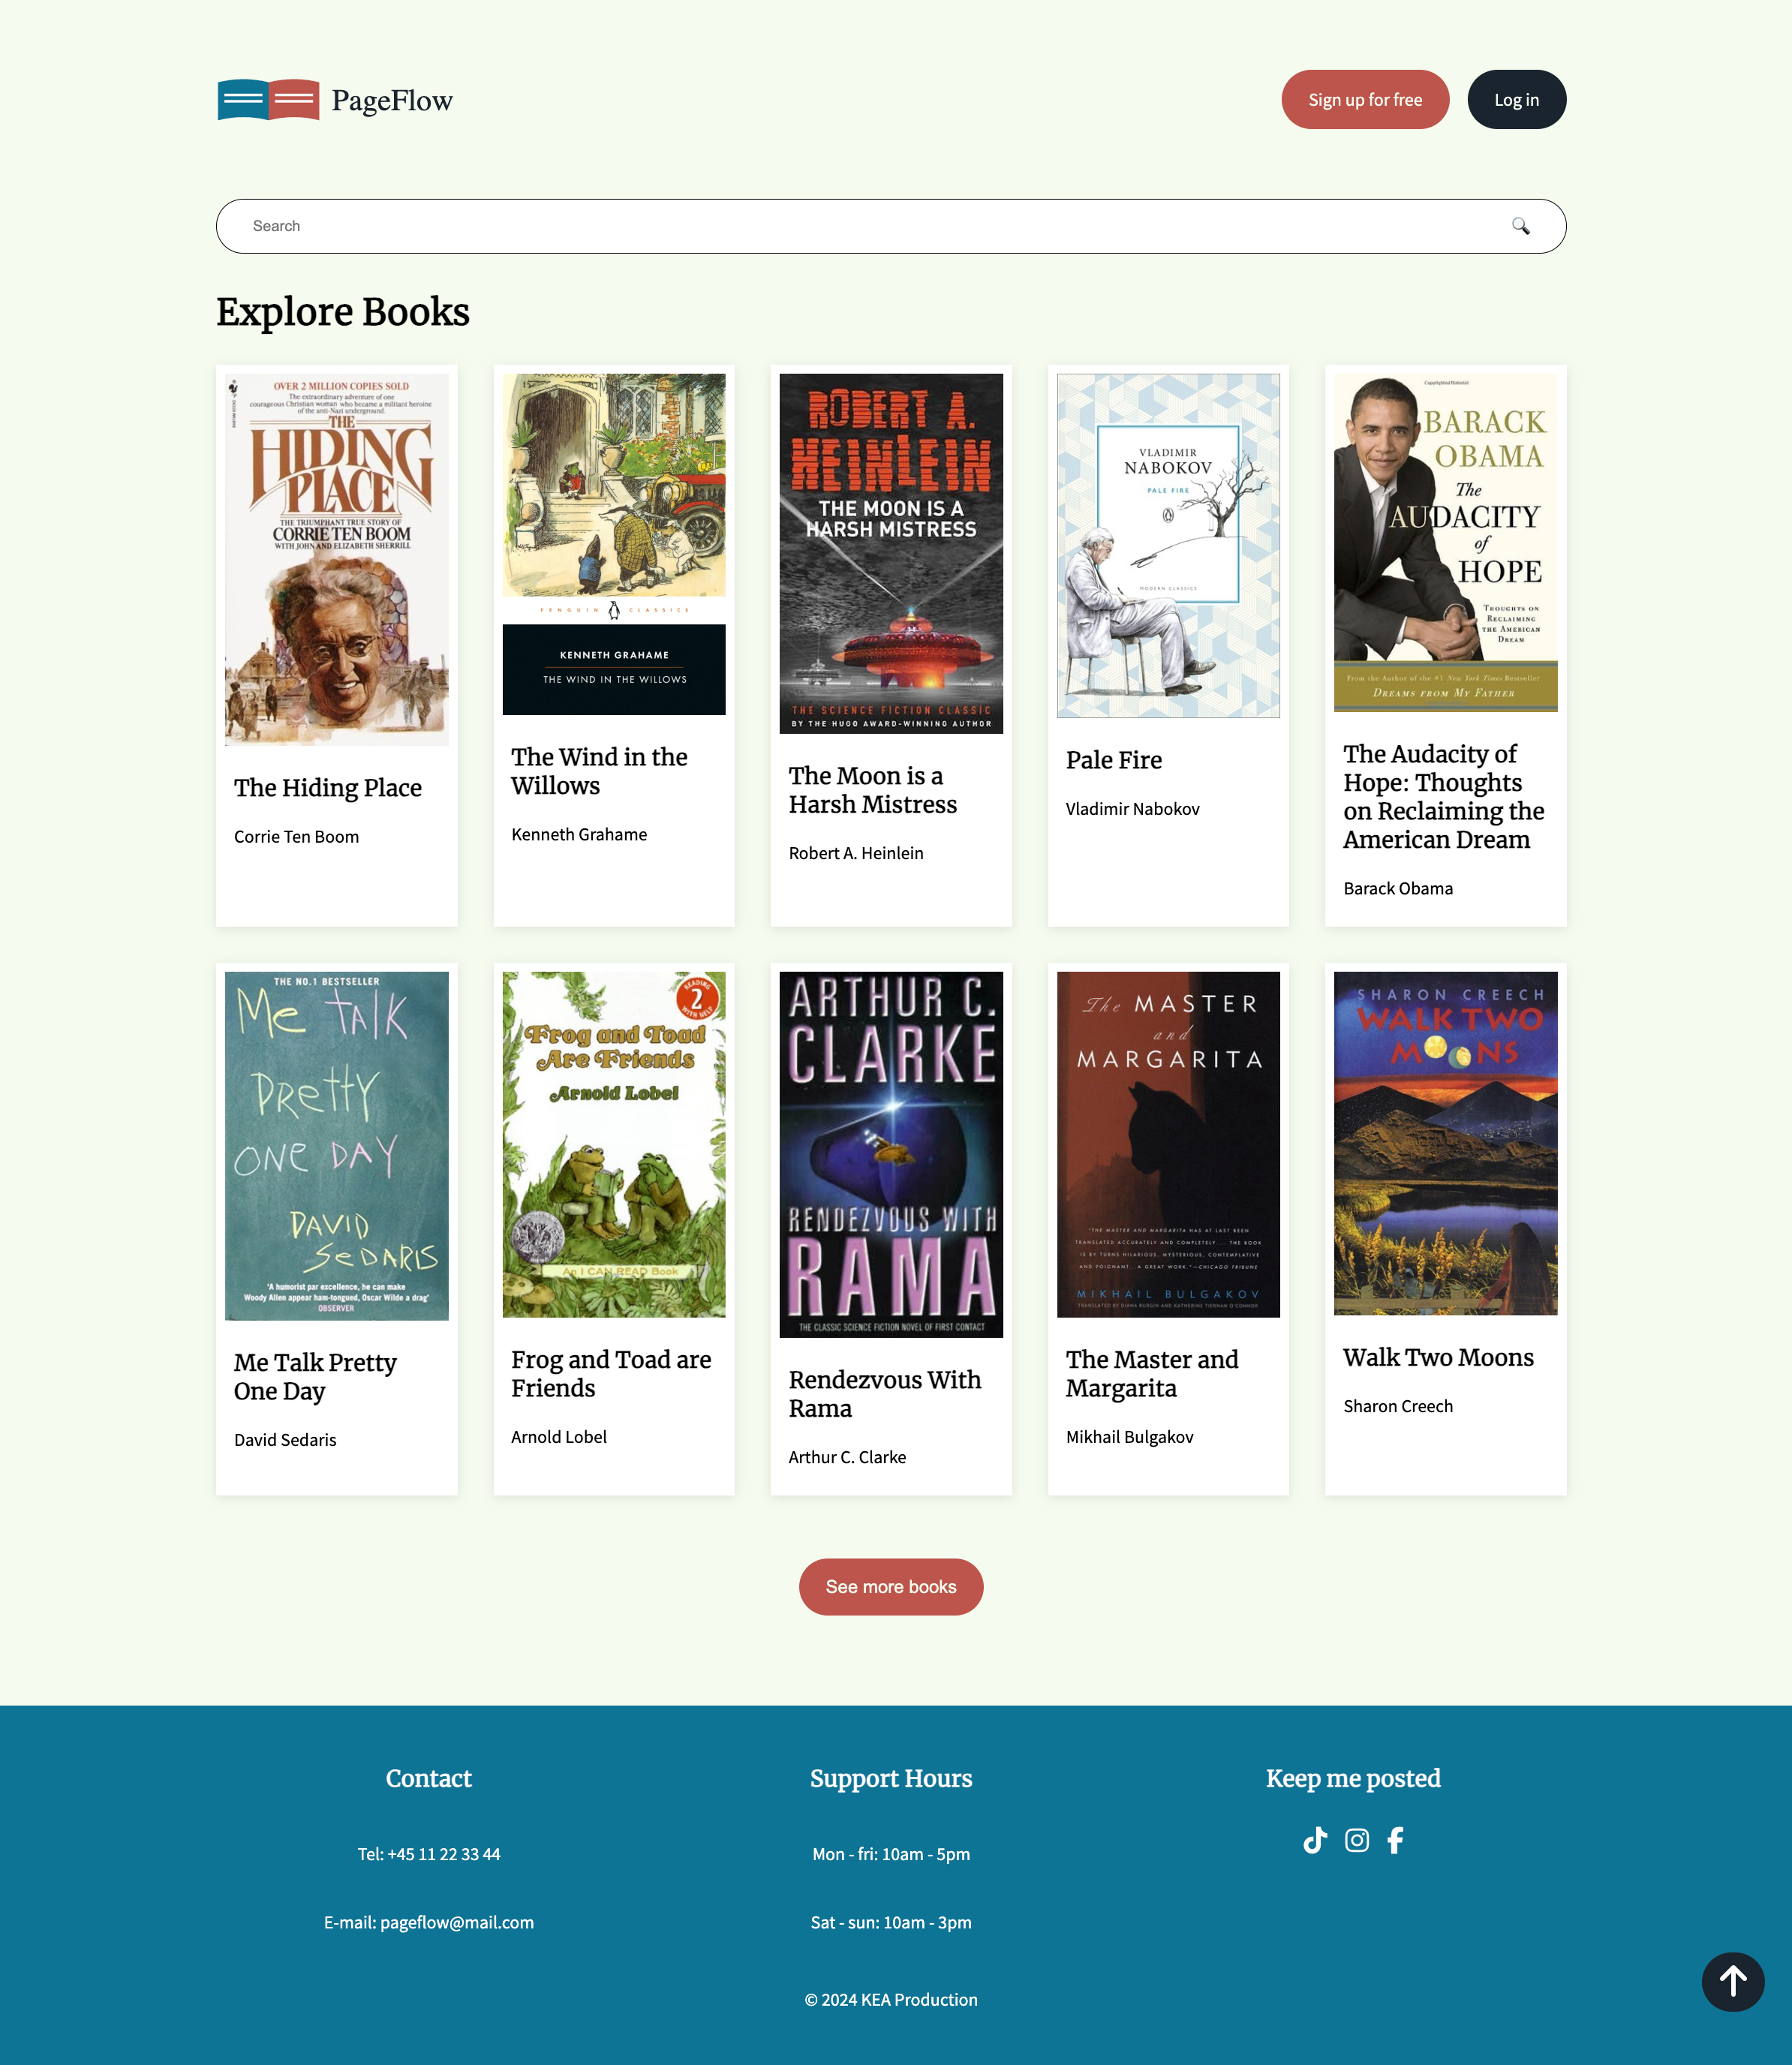 PageFlow
Sign up for free
Log in
Search
Explore Books
OVER 2 MILLION COPIES SOLD
The extraordinary adventure of one
courageous Christian woman who became a militant heroine
of the anti-Nazi underground.
THE
HIDING
PLACE
THE TRIUMPHANT TRUE STORY OF
CORRIE TEN BOOM
WITH JOHN AND ELIZABETH SHERRILL
The Hiding Place
Corrie Ten Boom
PENGUIN CLASSICS
KENNETH GRAHAME
THE WIND IN THE WILLOWS
The Wind in the
Willows
Kenneth Grahame
ROBERT A.
HEINLEIN
THE MOON IS A
HARSH MISTRESS
THE SCIENCE FICTION CLASSIC
BY THE HUGO AWARD-WINNING AUTHOR
The Moon is a
Harsh Mistress
Robert A. Heinlein
VLADIMIR
NABOKOV
PALE FIRE
MODERN CLASSICS
Pale Fire
Vladimir Nabokov
Copyrighted Material
BARACK
OBAMA
The
AUDACITY
of
HOPE
THOUGHTS ON
RECLAIMING
THE AMERICAN
DREAM
From the Author of the #1 New York Times Bestseller
DREAMS FROM MY FATHER
The Audacity of
Hope: Thoughts
on Reclaiming the
American Dream
Barack Obama
THE NO.1 BESTSELLER
Me TALK
PReTTY
ONE DAY
DAVID
SeDARIS
'A humorist par excellence, he can make
Woody Allen appear ham-tongued, Oscar Wilde a drag'
OBSERVER
Me Talk Pretty
One Day
David Sedaris
READING
2
WITH HELP
Frog and Toad
Are Friends
Arnold Lobel
An I CAN READ Book
Frog and Toad are
Friends
Arnold Lobel
ARTHUR C.
CLARKE
RENDEZVOUS WITH
RAMA
THE CLASSIC SCIENCE FICTION NOVEL OF FIRST CONTACT
Rendezvous With
Rama
Arthur C. Clarke
The MASTER
and
MARGARITA
"THE MASTER AND MARGARITA HAS AT LAST BEEN
TRANSLATED ACCURATELY AND COMPLETELY.... THE BOOK
IS BY TURNS HILARIOUS, MYSTERIOUS, CONTEMPLATIVE
AND POIGNANT...A GREAT WORK."—CHICAGO TRIBUNE
MIKHAIL BULGAKOV
TRANSLATED BY DIANA BURGIN AND KATHERINE TIERNAN O'CONNOR
The Master and
Margarita
Mikhail Bulgakov
SHARON CREECH
WALK TWO
MOONS
Walk Two Moons
Sharon Creech
See more books
Contact
Tel: +45 11 22 33 44
E-mail: pageflow@mail.com
Support Hours
Mon - fri: 10am - 5pm
Sat - sun: 10am - 3pm
Keep me posted
© 2024 KEA Production